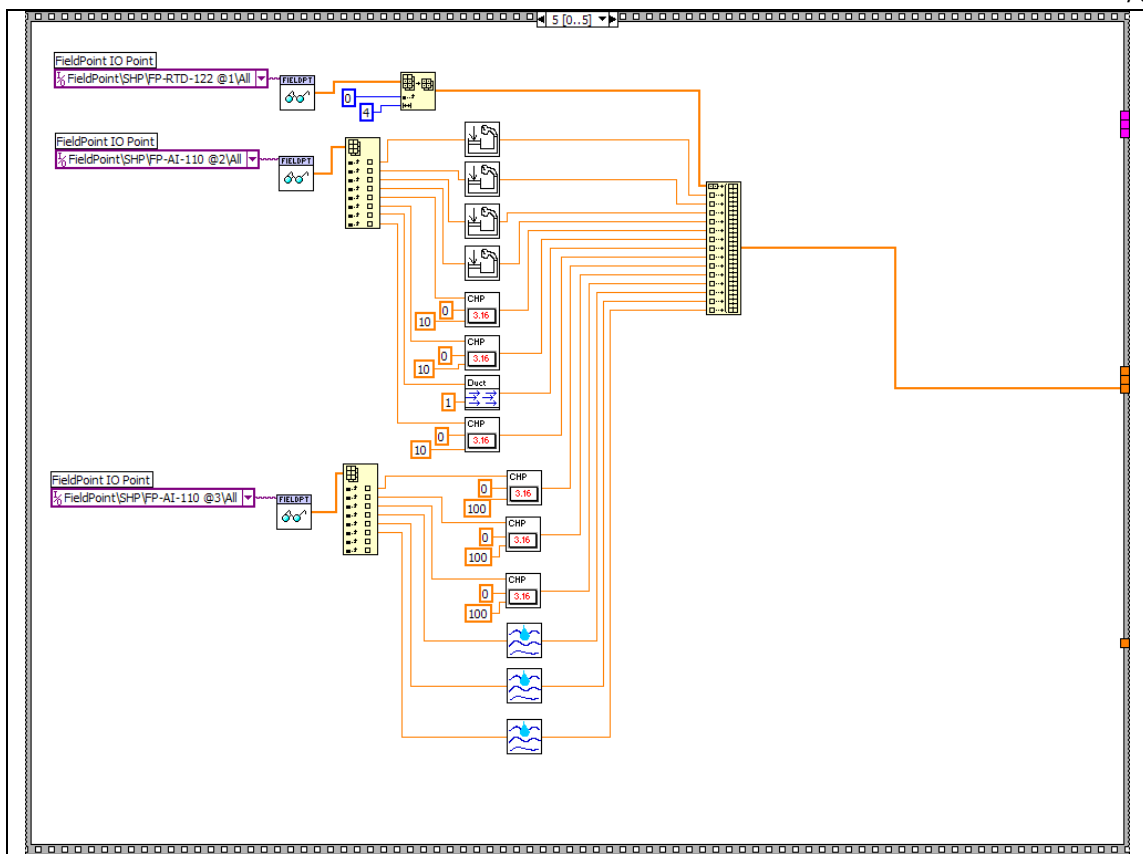 5 [0..5]
FieldPoint IO Point
FieldPoint\SHP\FP-RTD-122 @1\All
FIELDPT
0
4
FieldPoint IO Point
FieldPoint\SHP\FP-AI-110 @2\All
FIELDPT
CHP
0
3.16
10
CHP
0
3.16
10
Duct
1
CHP
0
3.16
10
FieldPoint IO Point
FieldPoint\SHP\FP-AI-110 @3\All
FIELDPT
CHP
0
3.16
100
CHP
0
3.16
100
CHP
0
3.16
100